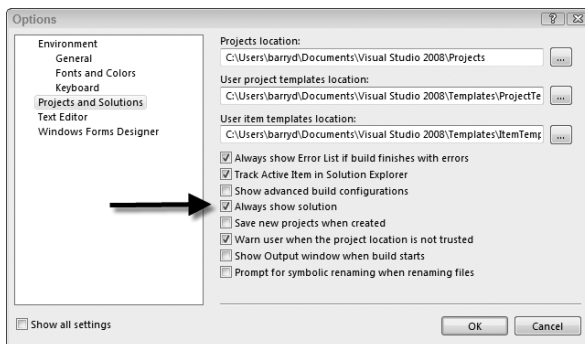 Options
Environment
General
Fonts and Colors
Keyboard
Projects and Solutions
Text Editor
Windows Forms Designer
Show all settings
Projects location:
C:\Users\barryd\Documents\Visual Studio 2008\Projects
...
User project templates location:
C:\Users\barryd\Documents\Visual Studio 2008\Templates\ProjectTe
...
User item templates location:
C:\Users\barryd\Documents\Visual Studio 2008\Templates\ItemTemp
...
Always show Error List if build finishes with errors
Track Active Item in Solution Explorer
Show advanced build configurations
Always show solution
Save new projects when created
Warn user when the project location is not trusted
Show Output window when build starts
Prompt for symbolic renaming when renaming files
OK
Cancel